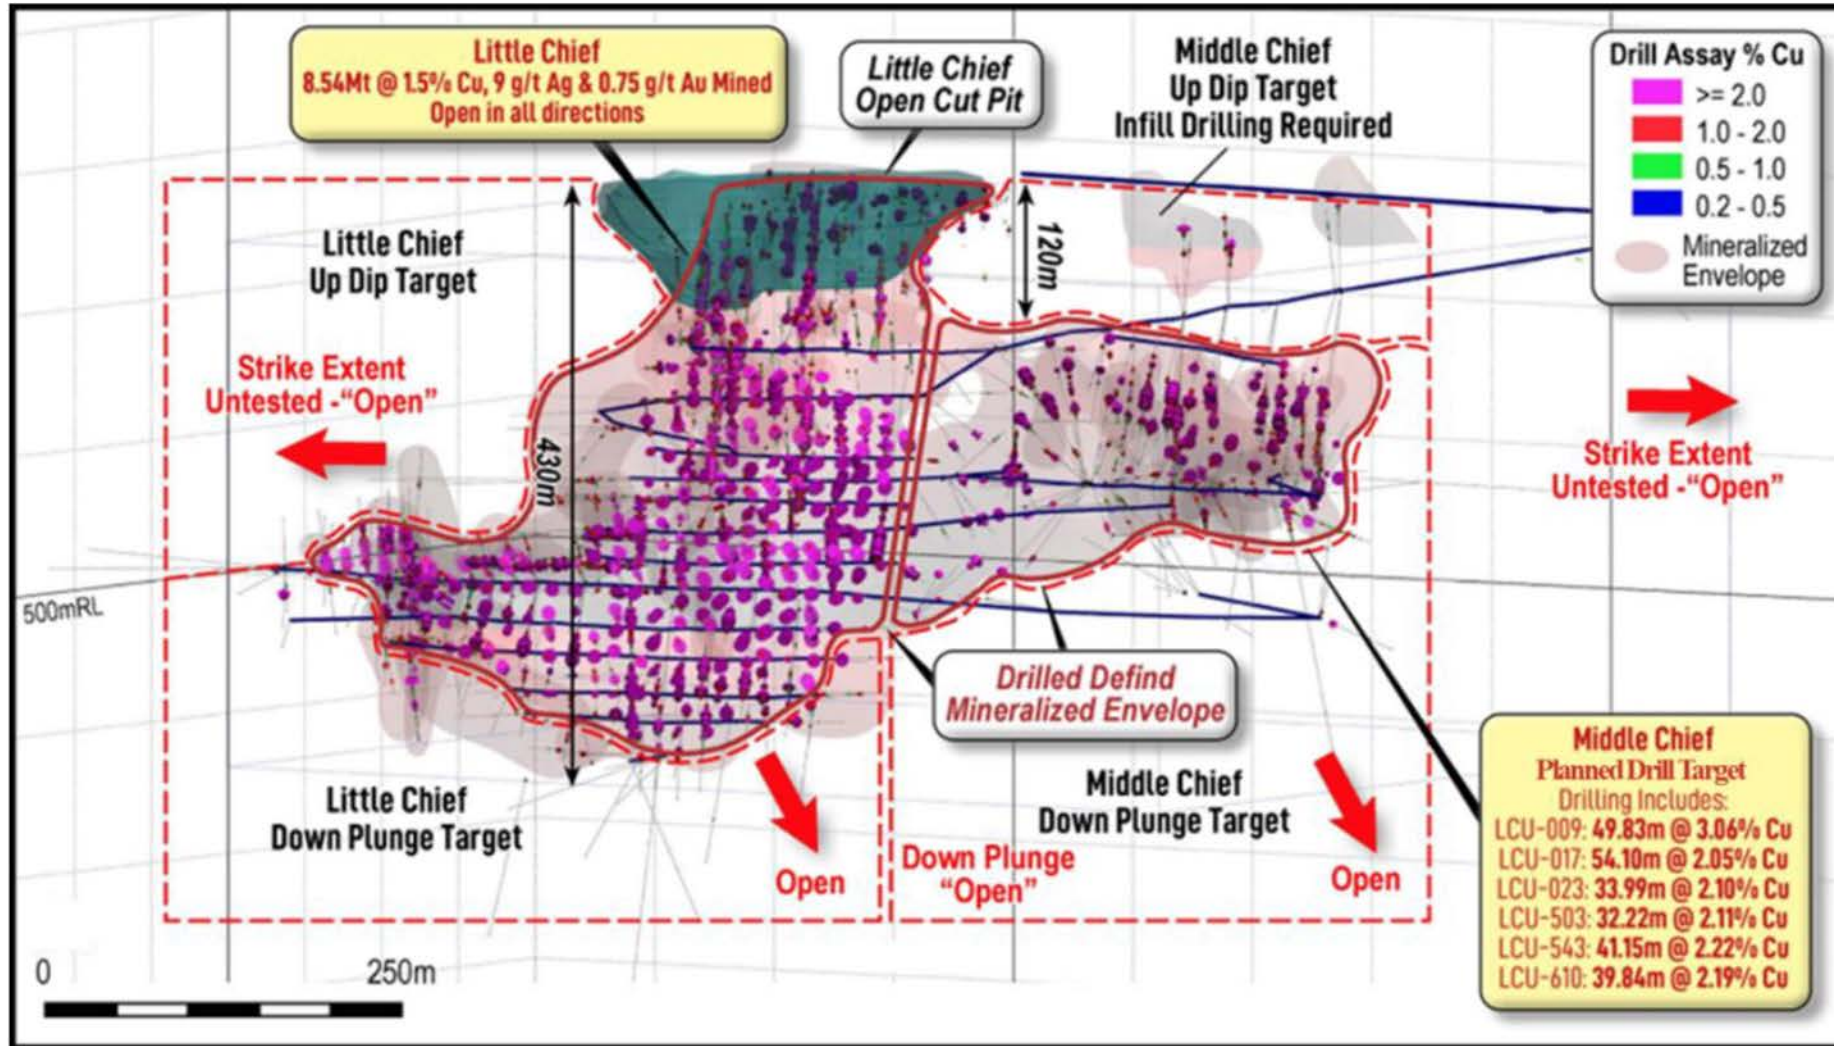 Little Chief
8.54Mt @ 1.5% Cu, 9 g/t Ag & 0.75 g/t Au Mined
Open in all directions
Little Chief
Open Cut Pit
Middle Chief
Up Dip Target
Infill Drilling Required
Drill Assay % Cu
>= 2.0
1.0 - 2.0
0.5 - 1.0
0.2 - 0.5
Mineralized
Envelope
Little Chief
Up Dip Target
120m
Strike Extent
Untested -“Open”
430m
Strike Extent
Untested -“Open”
500mRL
Drilled Defind
Mineralized Envelope
Little Chief
Down Plunge Target
Middle Chief
Down Plunge Target
Open
Down Plunge
“Open”
Open
Middle Chief
Planned Drill Target
Drilling Includes:
LCU-009: 49.83m @ 3.06% Cu
LCU-017: 54.10m @ 2.05% Cu
LCU-023: 33.99m @ 2.10% Cu
LCU-503: 32.22m @ 2.11% Cu
LCU-543: 41.15m @ 2.22% Cu
LCU-610: 39.84m @ 2.19% Cu
0
250m